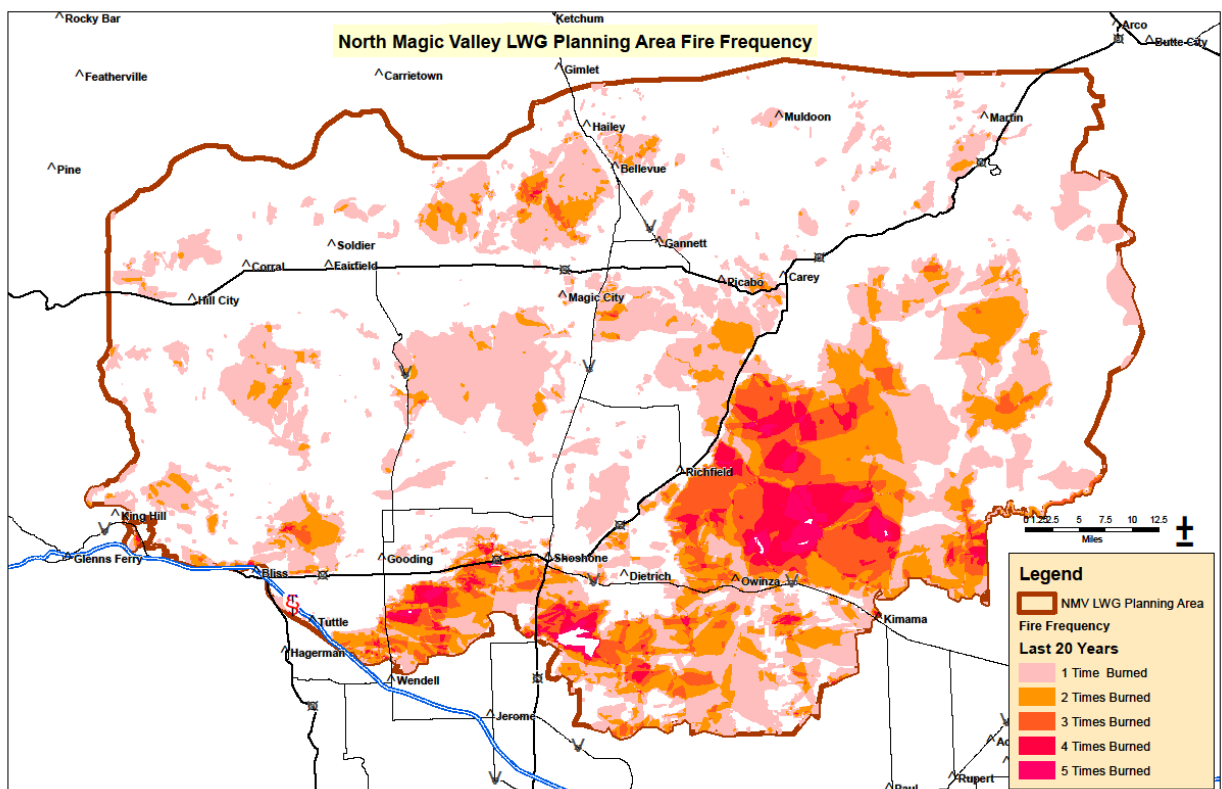 Rocky Bar
Ketchum
Arco
North Magic Valley LWG Planning Area Fire Frequency
Butte City
Featherville
Carrietown
Gimlet
Muldoon
Martin
Hailey
Pine
Bellevue
Soldier
Gannett
Corral
Fairfield
Picabo
Carey
Hill City
Magic City
Richfield
King Hill
0 1.25 2.5 5 7.5 10 12.5
Miles
Glenns Ferry
Gooding
Shoshone
Bliss
Dietrich
Owinza
Legend
NMV LWG Planning Area
Tuttle
Kimama
Fire Frequency
Hagerman
Last 20 Years
1 Time Burned
Wendell
2 Times Burned
Jerome
3 Times Burned
4 Times Burned
5 Times Burned
Rupert
Paul